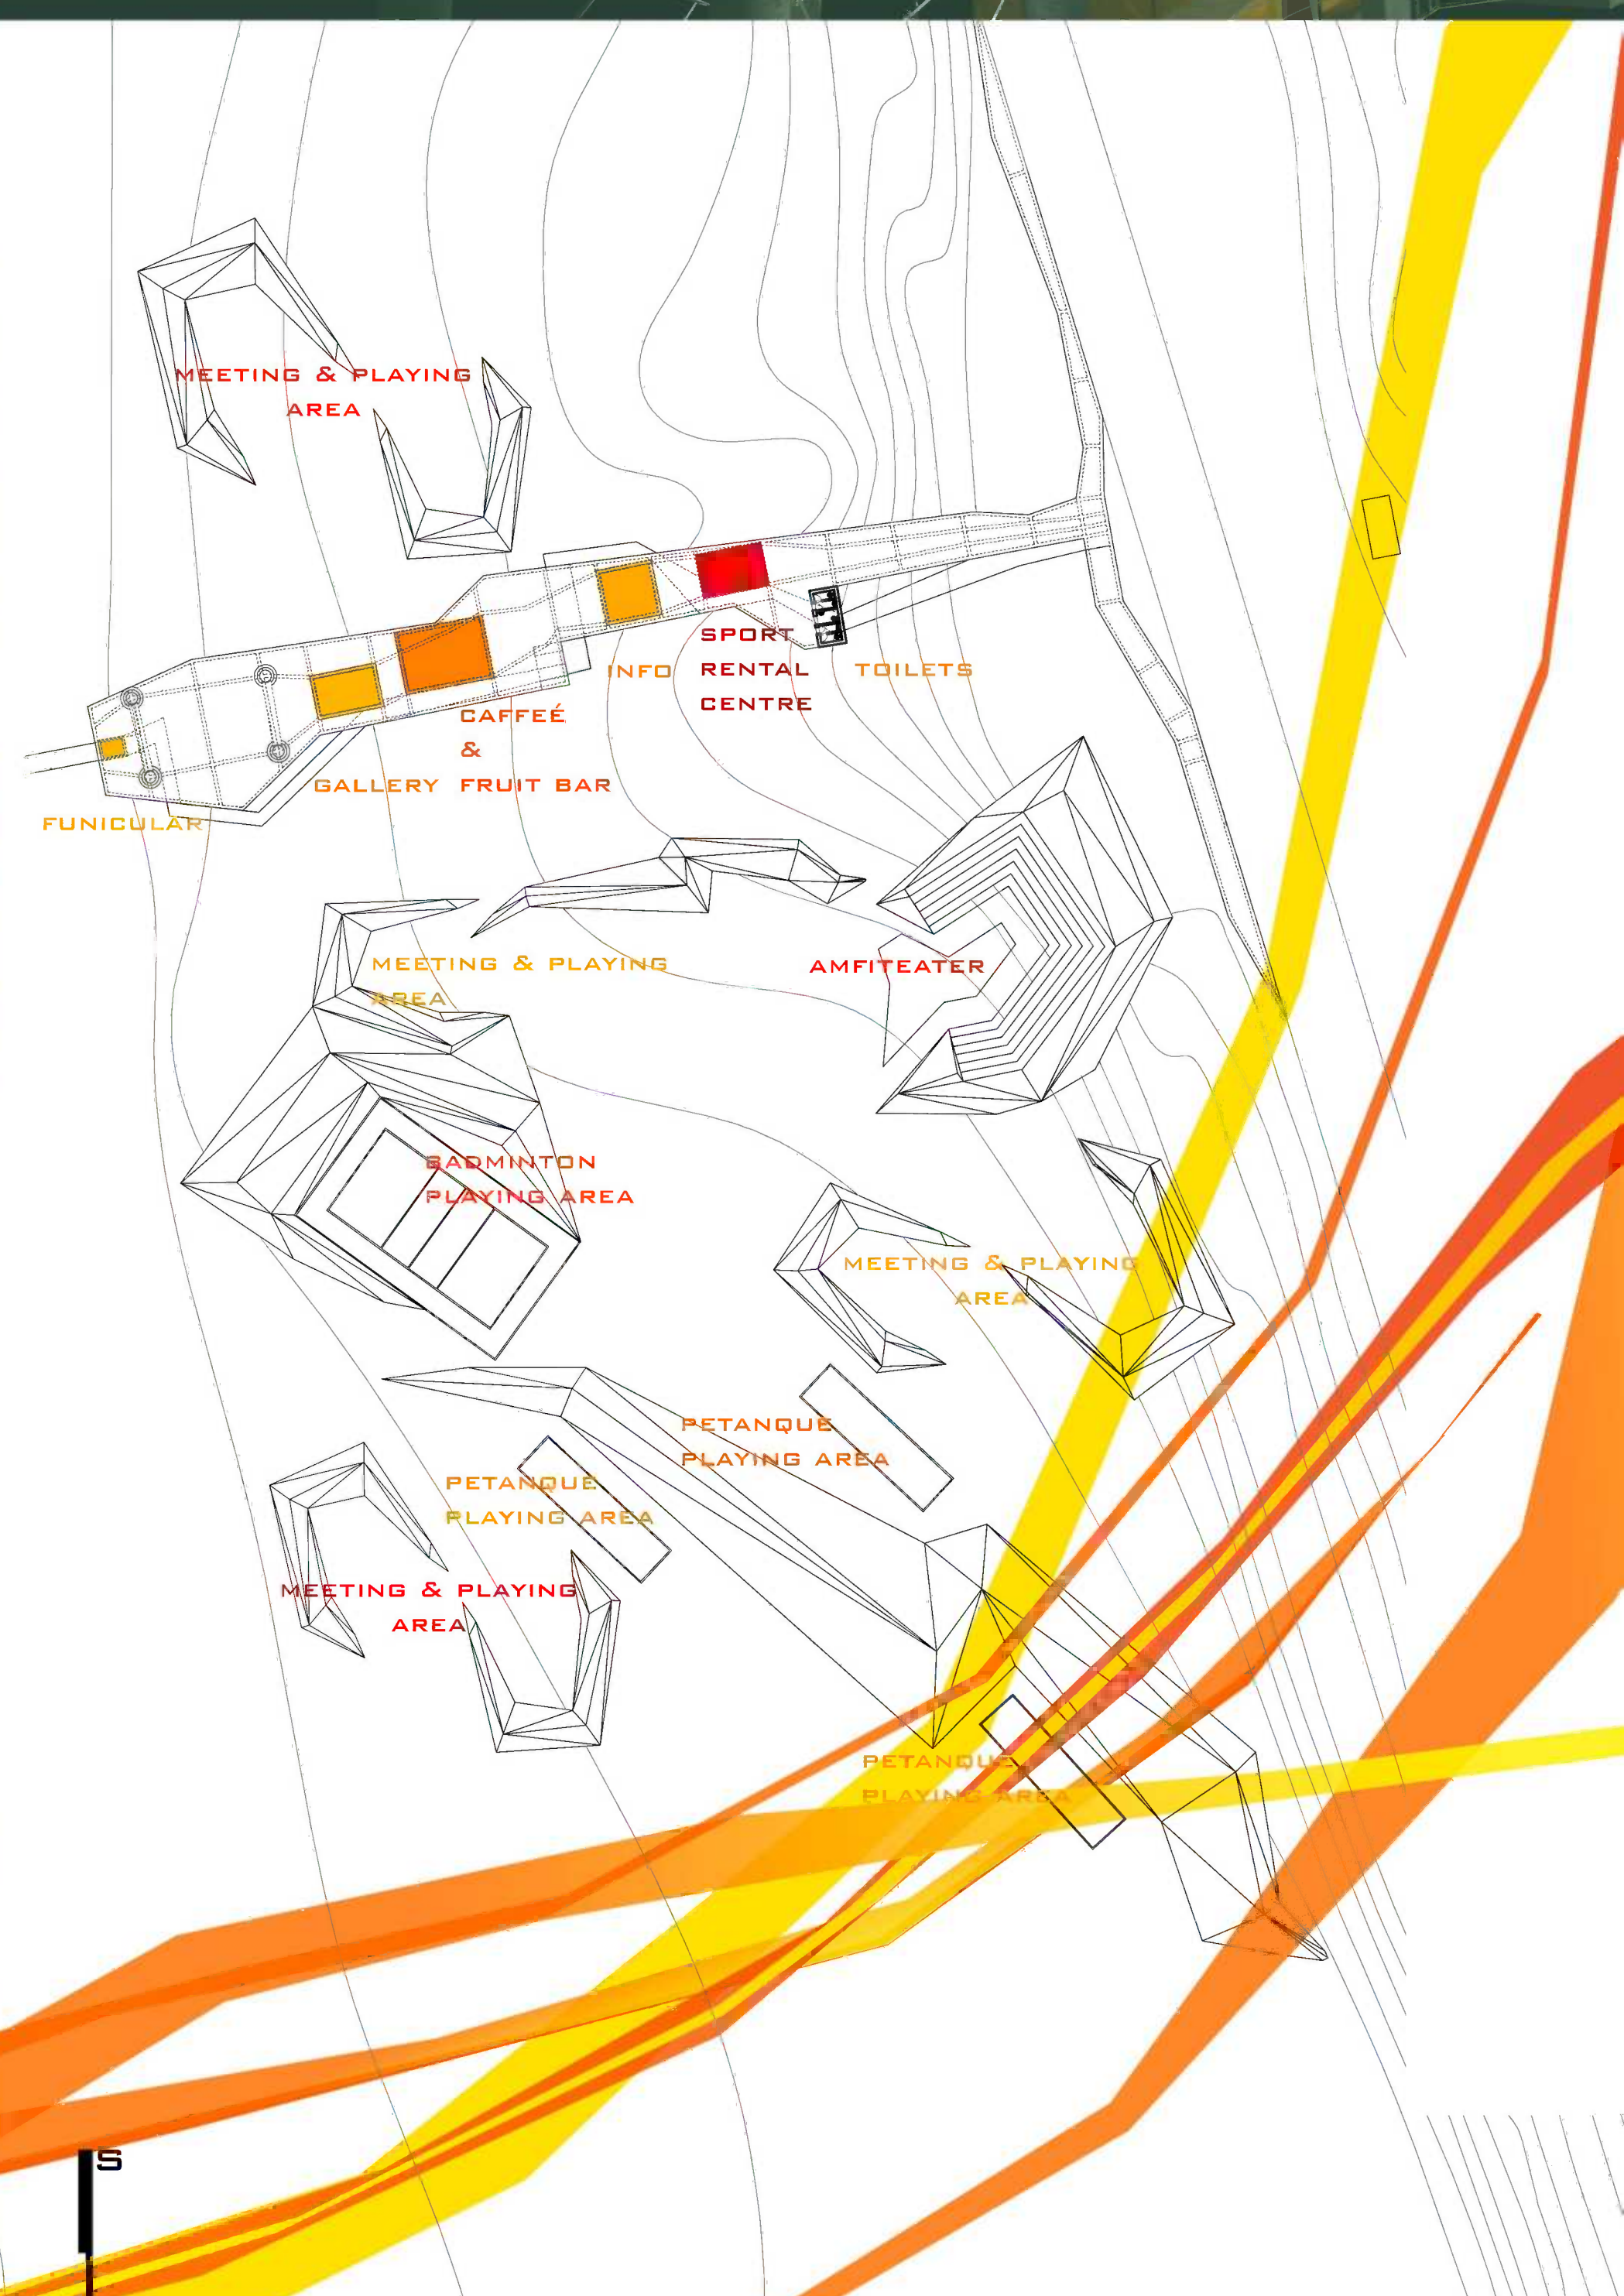 MEETING & PLAYING
AREA
SPORT
RENTAL
CENTRE
INFO
TOILETS
CAFFEÉ
&
FRUIT BAR
GALLERY
FUNICULAR
MEETING & PLAYING
AREA
AMFITEATER
BADMINTON
PLAYING AREA
MEETING & PLAYING
AREA
PETANQUE
PLAYING AREA
PETANQUE
PLAYING AREA
MEETING & PLAYING
AREA
PETANQUE
PLAYING AREA
S